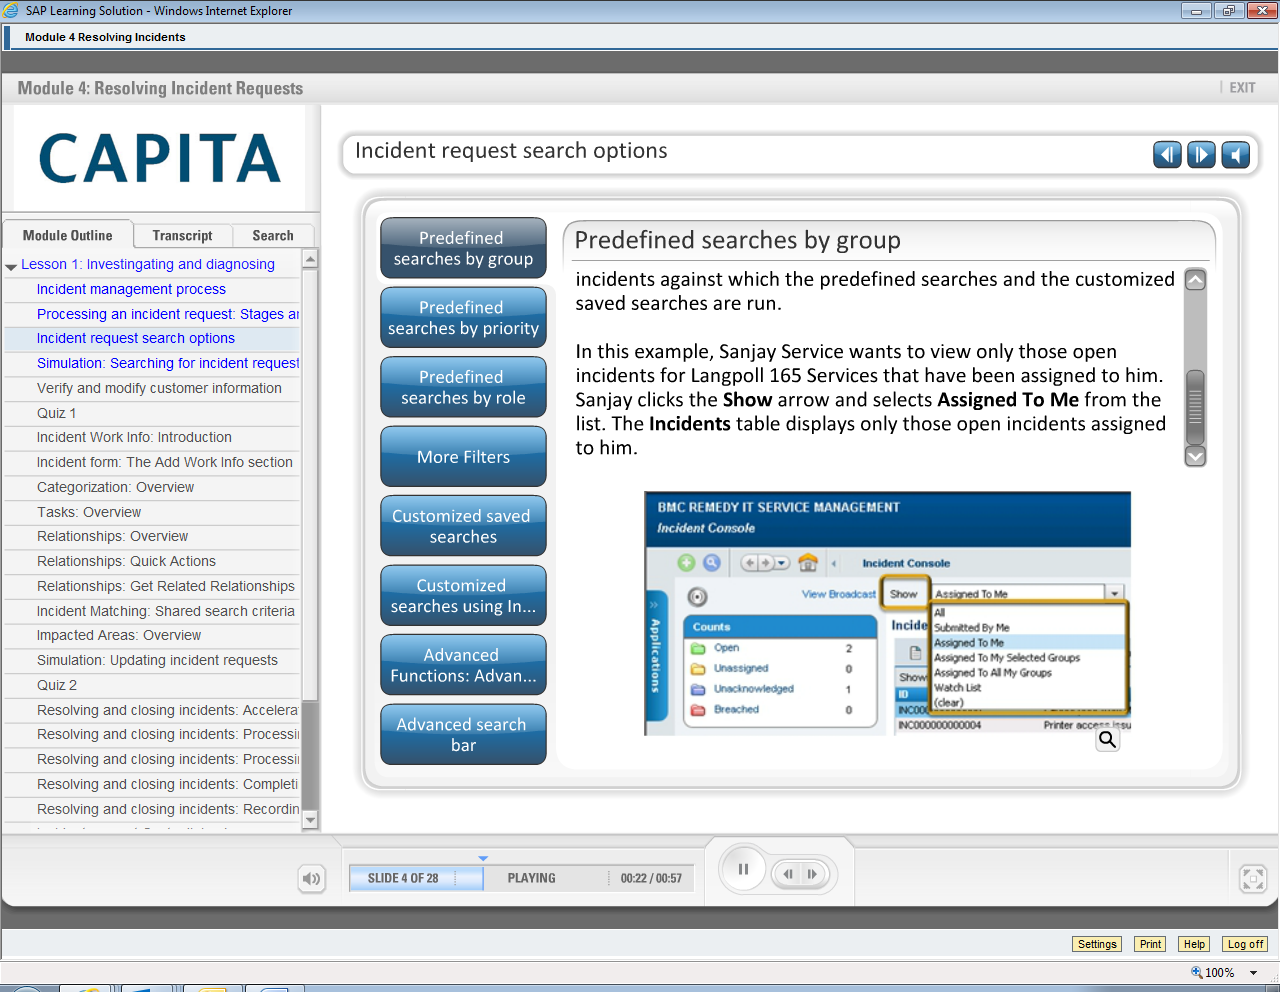 SAP Learning Solution - Windows Internet Explorer
Module 4 Resolving Incidents
Module 4: Resolving Incident Requests
EXIT
CAPITA
Module Outline
Transcript
Search
Lesson 1: Investingating and diagnosing
Incident management process
Processing an incident request: Stages ar
Incident request search options
Simulation: Searching for incident request
Verify and modify customer information
Quiz 1
Incident Work Info: Introduction
Incident form: The Add Work Info section
Categorization: Overview
Tasks: Overview
Relationships: Overview
Relationships: Quick Actions
Relationships: Get Related Relationships
Incident Matching: Shared search criteria
Impacted Areas: Overview
Simulation: Updating incident requests
Quiz 2
Resolving and closing incidents: Accelera
Resolving and closing incidents: Processi
Resolving and closing incidents: Processi
Resolving and closing incidents: Completi
Resolving and closing incidents: Recordin
Incident request search options
Predefined
searches by group
Predefined
searches by priority
Predefined
searches by role
More Filters
Customized saved
searches
Customized
searches using In...
Advanced
Functions: Advan...
Advanced search
bar
Predefined searches by group
incidents against which the predefined searches and the customized
saved searches are run.
In this example, Sanjay Service wants to view only those open
incidents for Langpoll 165 Services that have been assigned to him.
Sanjay clicks the Show arrow and selects Assigned To Me from the
list. The Incidents table displays only those open incidents assigned
to him.
BMC REMEDY IT SERVICE MANAGEMENT
Incident Console
Incident Console
View Broadcast
Show
Assigned To Me
All
Submitted By Me
Assigned To Me
Assigned To My Selected Groups
Assigned To All My Groups
Watch List
(clear)
Applications
Counts
Open 2
Unassigned 0
Unacknowledged 1
Breached 0
Incide
Show
ID
INC000
INC000000000004 Printer access issu
SLIDE 4 OF 28
PLAYING
00:22 / 00:57
Settings
Print
Help
Log off
100%